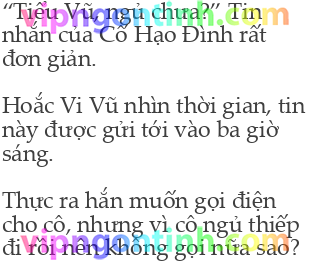 “Tiểu Vũ, ngủ chưa?” Tin
nhắn của Cố Hạo Đình rất
đơn giản.
Hoắc Vi Vũ nhìn thời gian, tin
này được gửi tới vào ba giờ
sáng.
Thực ra hắn muốn gọi điện
cho cô, nhưng vì cô ngủ thiếp
đi rồi nên không gọi nữa sao?
vipngontinh.com
vipngontinh.com